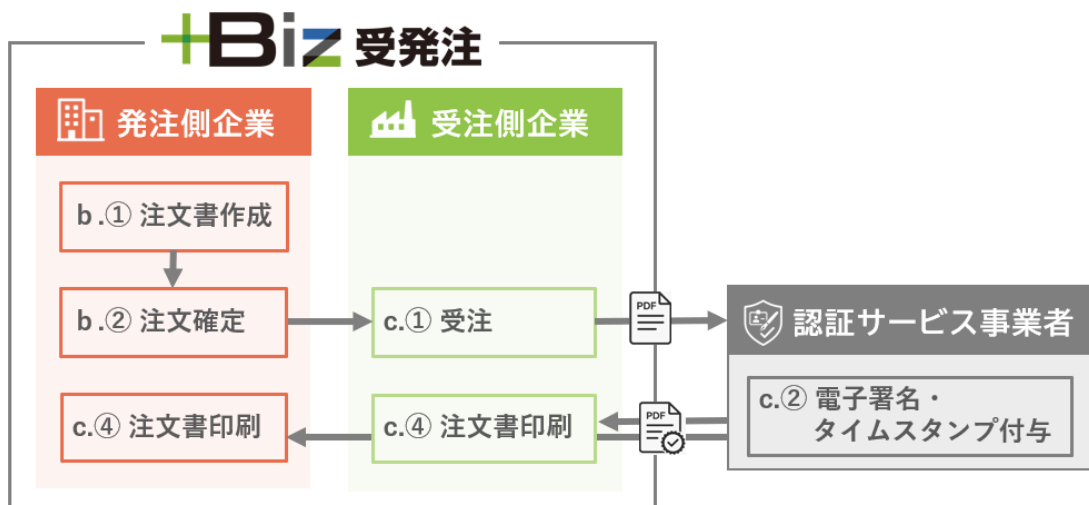 +Biz 受発注
発注側企業
受注側企業
b.① 注文書作成
b.② 注文確定
c.① 受注
PDF
認証サービス事業者
c.② 電子署名・
タイムスタンプ付与
c.④ 注文書印刷
c.④ 注文書印刷
PDF